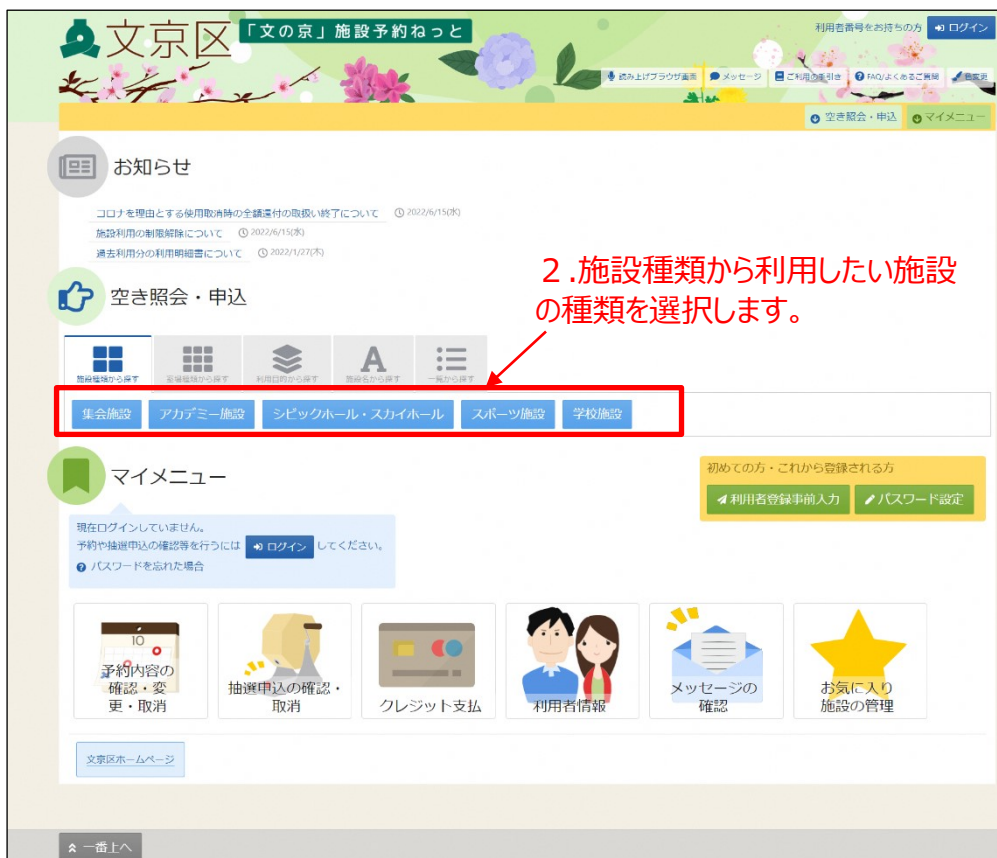 文京区 「文の京」施設予約ねっと
利用者番号をお持ちの方 ログイン
読み上げブラウザ画面 メッセージ ご利用の手引き FAQ/よくあるご質問 色変更
空き照会・申込 マイメニュー
お知らせ
コロナを理由とする使用取消時の全額還付の取扱い終了について 2022/6/15(水)
施設利用の制限解除について 2022/6/15(水)
過去利用分の利用明細書について 2022/1/27(木)
2.施設種類から利用したい施設
の種類を選択します。
空き照会・申込
施設種類から探す 室場種類から探す 利用目的から探す 施設名から探す 一覧から探す
集会施設 アカデミー施設 シビックホール・スカイホール スポーツ施設 学校施設
マイメニュー
初めての方・これから登録される方
利用者登録事前入力 パスワード設定
現在ログインしていません。
予約や抽選申込の確認等を行うには ログイン してください。
パスワードを忘れた場合
10
予約内容の
確認・変
更・取消
抽選申込の確認・
取消
クレジット支払
利用者情報
メッセージの
確認
お気に入り
施設の管理
文京区ホームページ
一番上へ